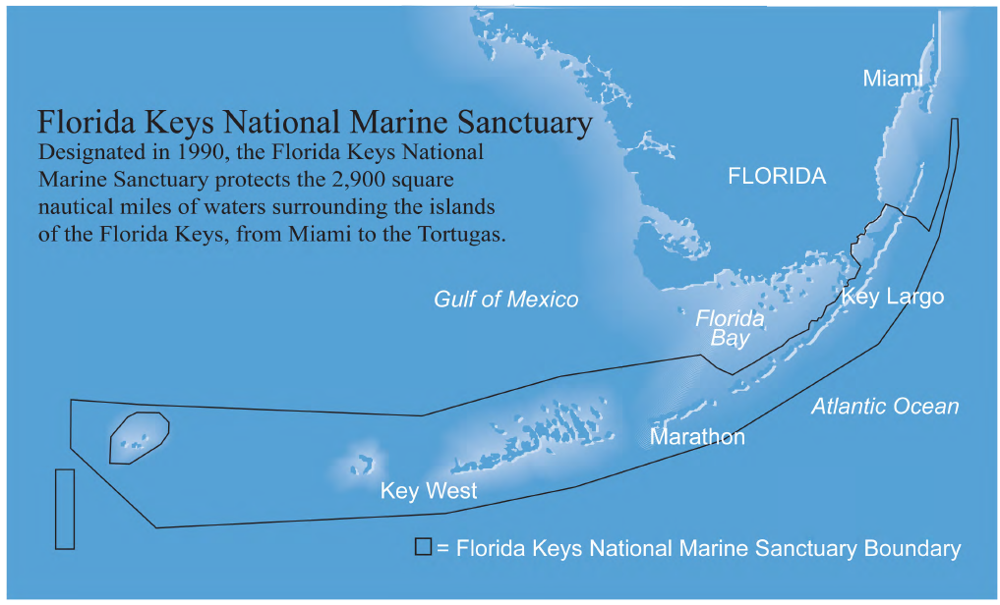 Miami
Florida Keys National Marine Sanctuary
Designated in 1990, the Florida Keys National
Marine Sanctuary protects the 2,900 square
nautical miles of waters surrounding the islands
of the Florida Keys, from Miami to the Tortugas.
FLORIDA
Gulf of Mexico
Key Largo
Florida
Bay
Atlantic Ocean
Marathon
Key West
= Florida Keys National Marine Sanctuary Boundary